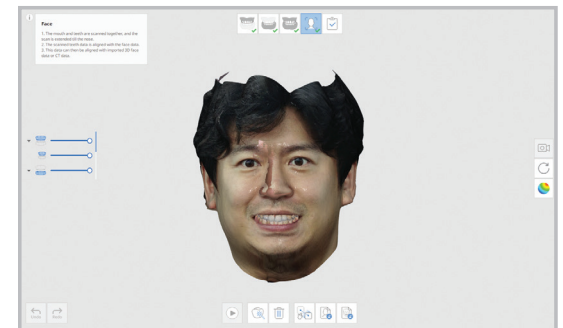 Face
1. The mouth and teeth are scanned together, and the
scan is extended till the nose.
2. The scanned teeth data is aligned with the face data.
3. This data can then be aligned with imported 3D face
data or CT data.
Undo Redo